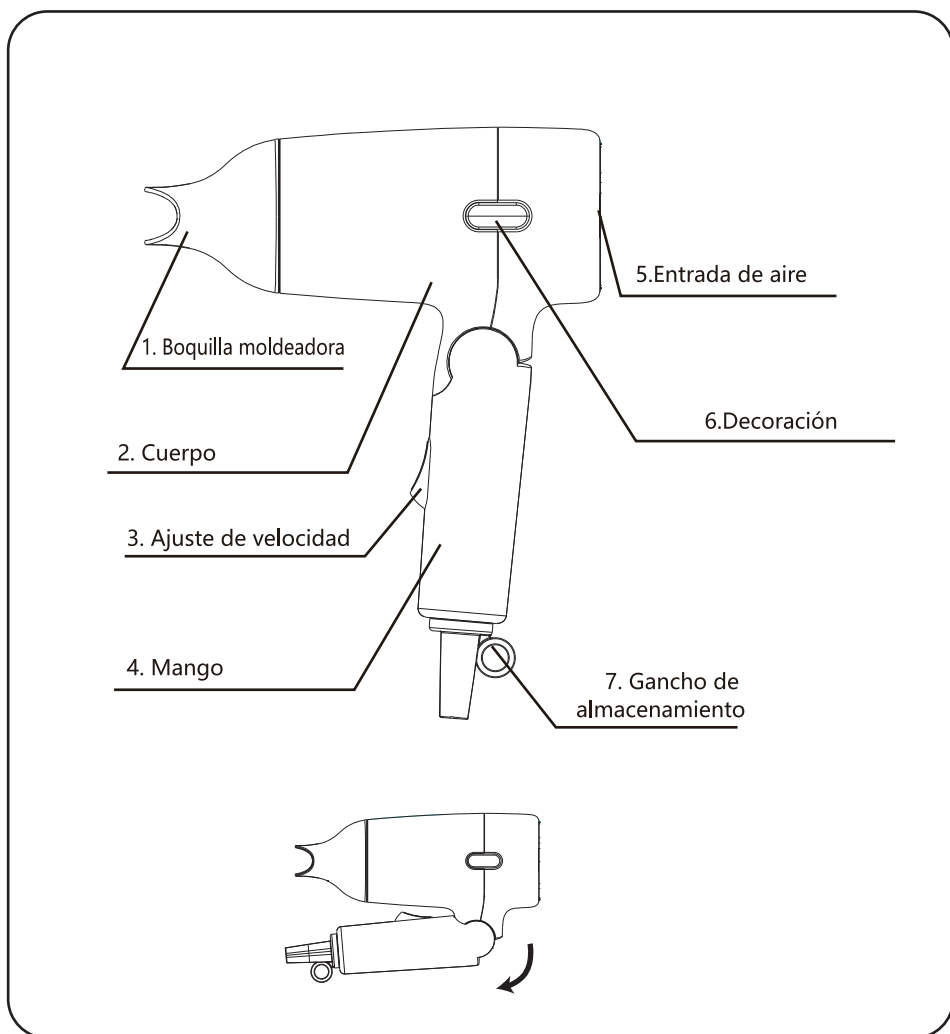 1. Boquilla moldeadora
2. Cuerpo
3. Ajuste de velocidad
4. Mango
5.Entrada de aire
6.Decoración
7. Gancho de
almacenamiento